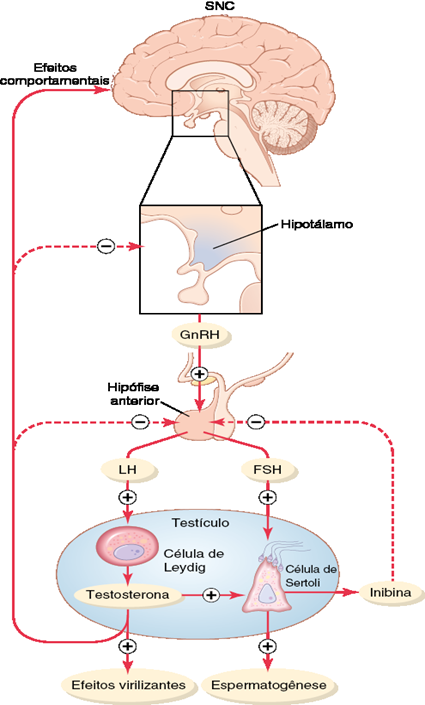 SNC
Efeitos
comportamentais
−
Hipotálamo
GnRH
+
Hipófise
anterior
−
−
LH
FSH
+
+
Testículo
Célula de
Leydig
Célula de
Sertoli
Testosterona
+
Inibina
+
+
Efeitos virilizantes
Espermatogênese